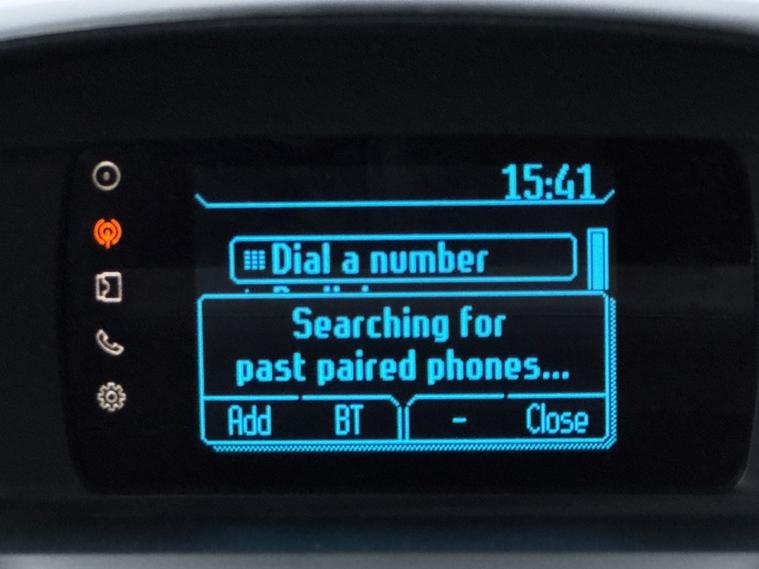 15:41
Dial a number
Searching for
past paired phones...
Add BT - Close